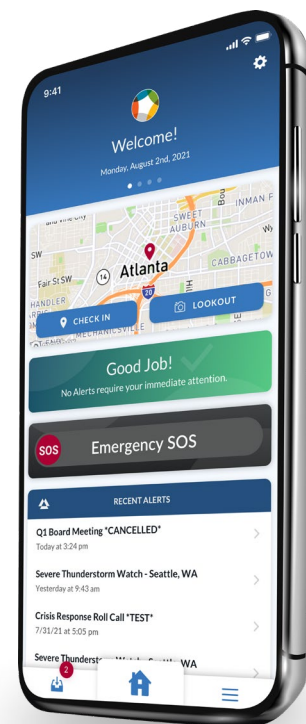 9:41
Welcome!
Monday, August 2nd, 2021
SWEET
AUBURN
INMAN F
SW
Fair St SW
14
Atlanta
CABBAGETOW
HANDLER
20
CHECK IN
LOOKOUT
MECHANICSVILLE
Good Job!
No Alerts require your immediate attention.
SOS
Emergency SOS
RECENT ALERTS
Q1 Board Meeting *CANCELLED*
Today at 3:24 pm
Severe Thunderstorm Watch - Seattle, WA
Yesterday at 9:43 am
Crisis Response Roll Call *TEST*
7/31/21 at 5:05 pm
2